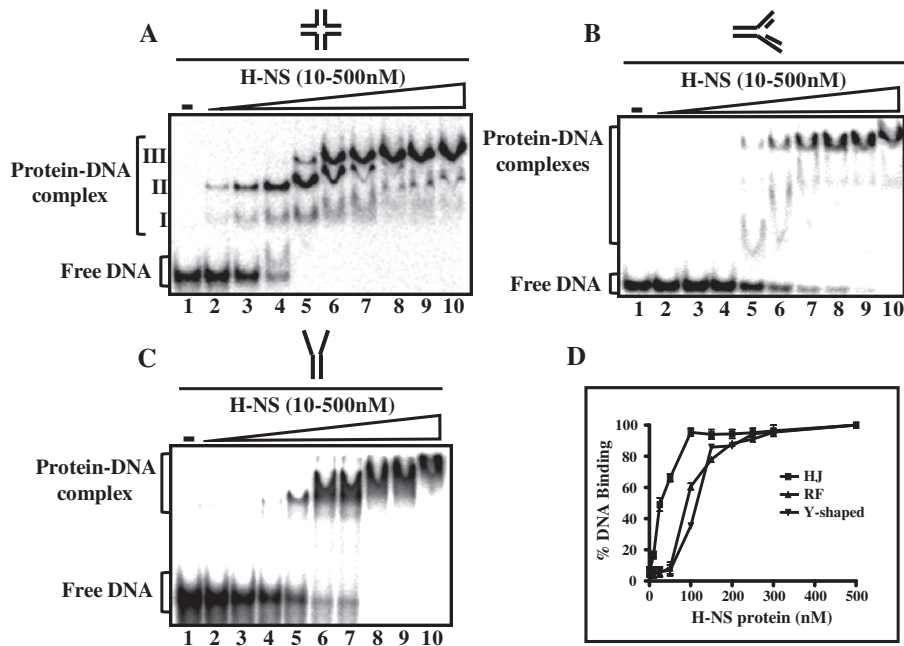 A
H-NS (10-500nM)
-
Protein-DNA
complex
III
II
I
Free DNA
1 2 3 4 5 6 7 8 9 10
B
H-NS (10-500nM)
-
Protein-DNA
complexes
Free DNA
1 2 3 4 5 6 7 8 9 10
C
H-NS (10-500nM)
-
Protein-DNA
complex
Free DNA
1 2 3 4 5 6 7 8 9 10
D
% DNA Binding
100
80
60
40
20
0
HJ
RF
Y-shaped
0 100 200 300 400 500
H-NS protein (nM)